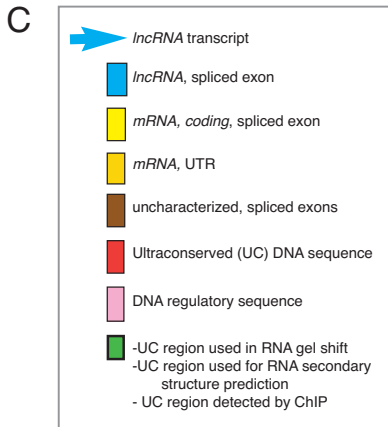 C
lncRNA transcript
lncRNA, spliced exon
mRNA, coding, spliced exon
mRNA, UTR
uncharacterized, spliced exons
Ultraconserved (UC) DNA sequence
DNA regulatory sequence
-UC region used in RNA gel shift
-UC region used for RNA secondary
structure prediction
- UC region detected by ChIP